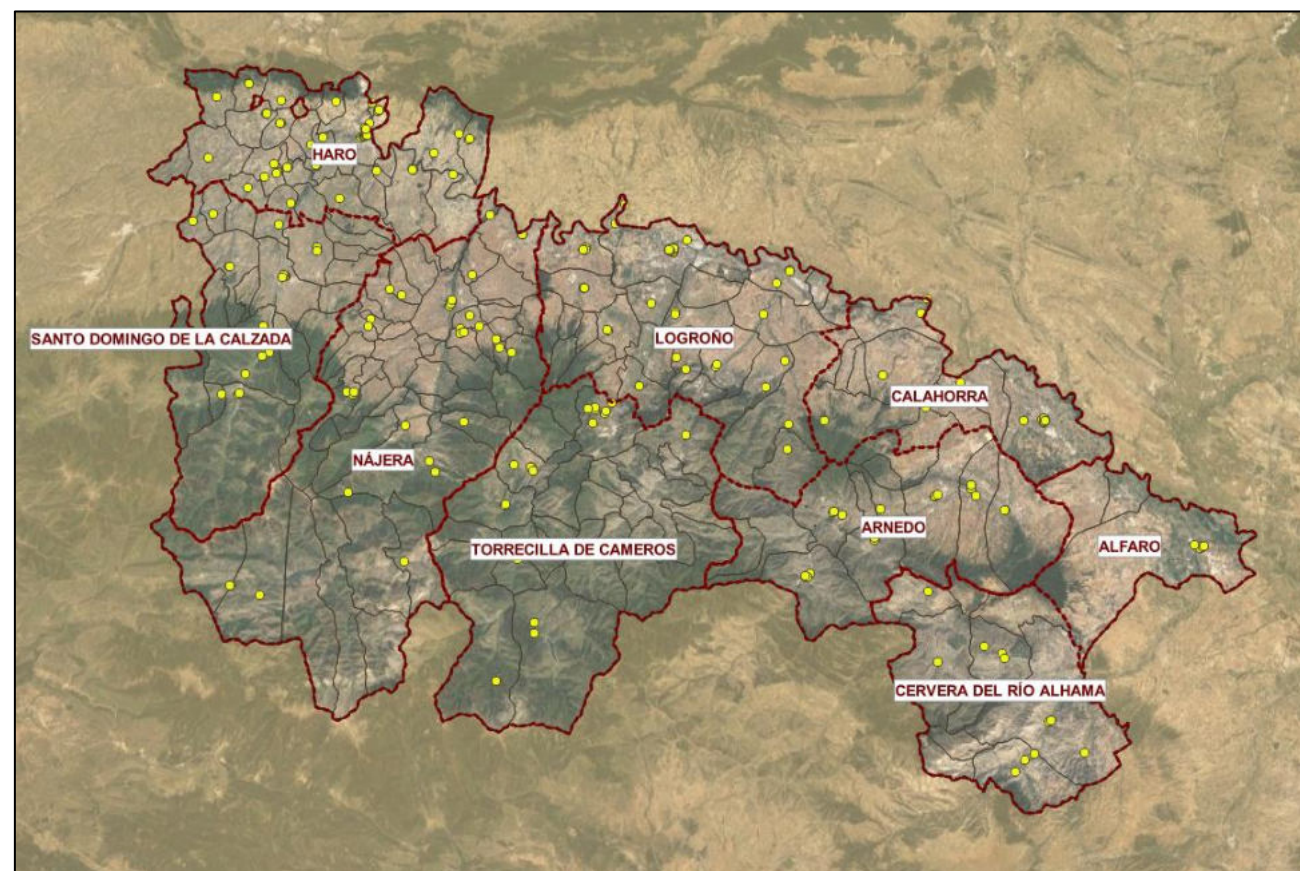 HARO
SANTO DOMINGO DE LA CALZADA
LOGROÑO
CALAHORRA
NÁJERA
ARNEDO
TORRECILLA DE CAMEROS
ALFARO
CERVERA DEL RÍO ALHAMA